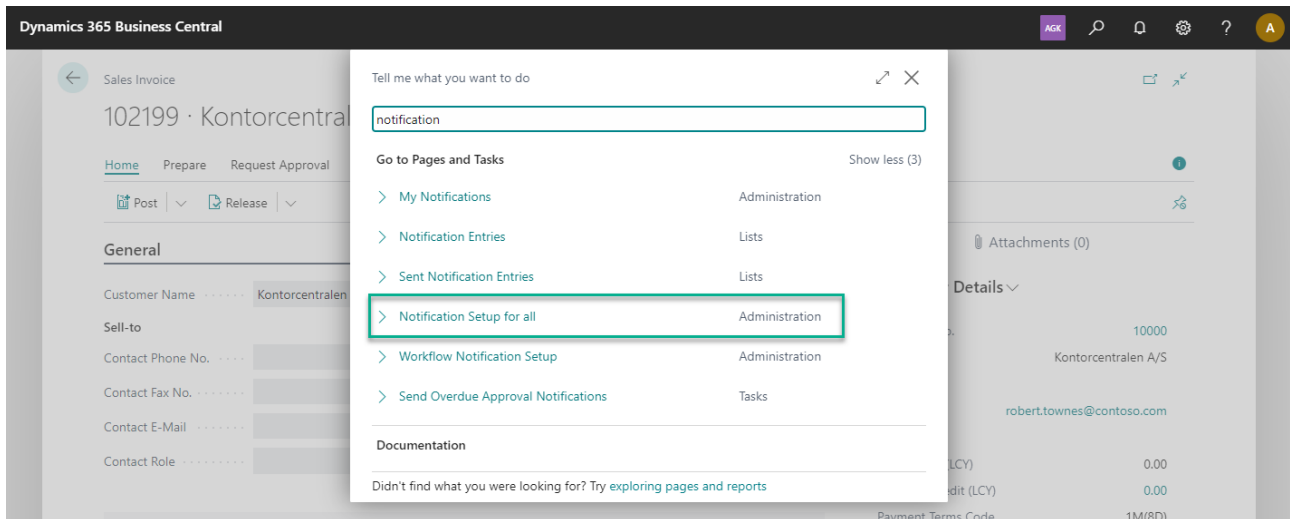 Dynamics 365 Business Central
AGK
?
A
Sales Invoice
102199 · Kontorcentral
Home Prepare Request Approval
Post Release
General
Customer Name Kontorcentralen
Sell-to
Contact Phone No.
Contact Fax No.
Contact E-Mail
Contact Role
Tell me what you want to do
notification
Go to Pages and Tasks Show less (3)
My Notifications Administration
Notification Entries Lists
Sent Notification Entries Lists
Notification Setup for all Administration
Workflow Notification Setup Administration
Send Overdue Approval Notifications Tasks
Documentation
Didn't find what you were looking for? Try exploring pages and reports
Attachments (0)
Details
10000
Kontorcentralen A/S
robert.townes@contoso.com
(LCY) 0.00
edit (LCY) 0.00
Payment Terms Code 1M(8D)